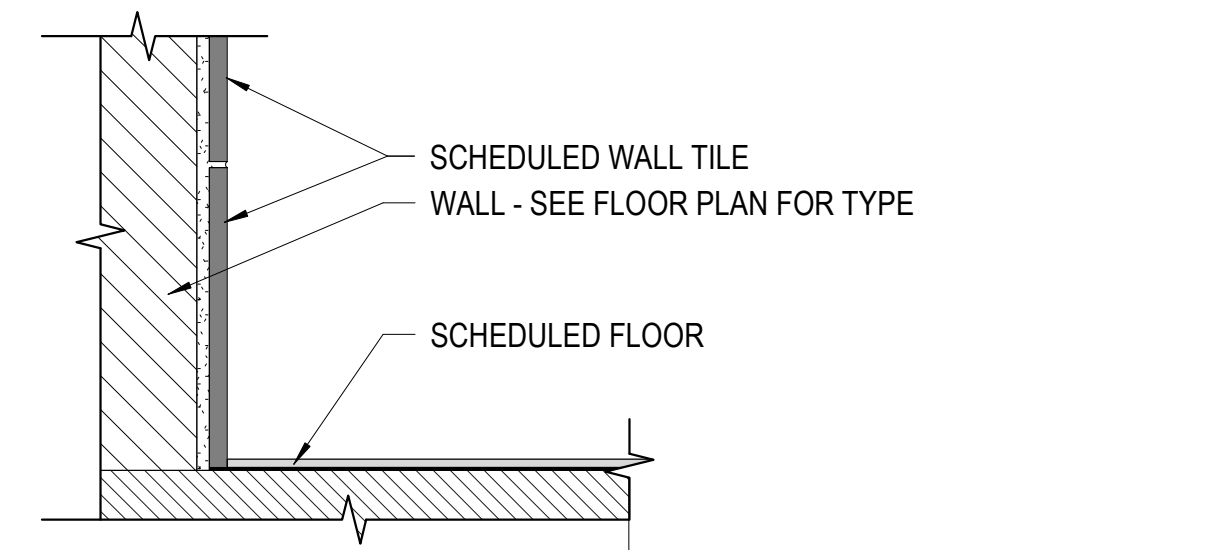 SCHEDULED WALL TILE
WALL - SEE FLOOR PLAN FOR TYPE
SCHEDULED FLOOR